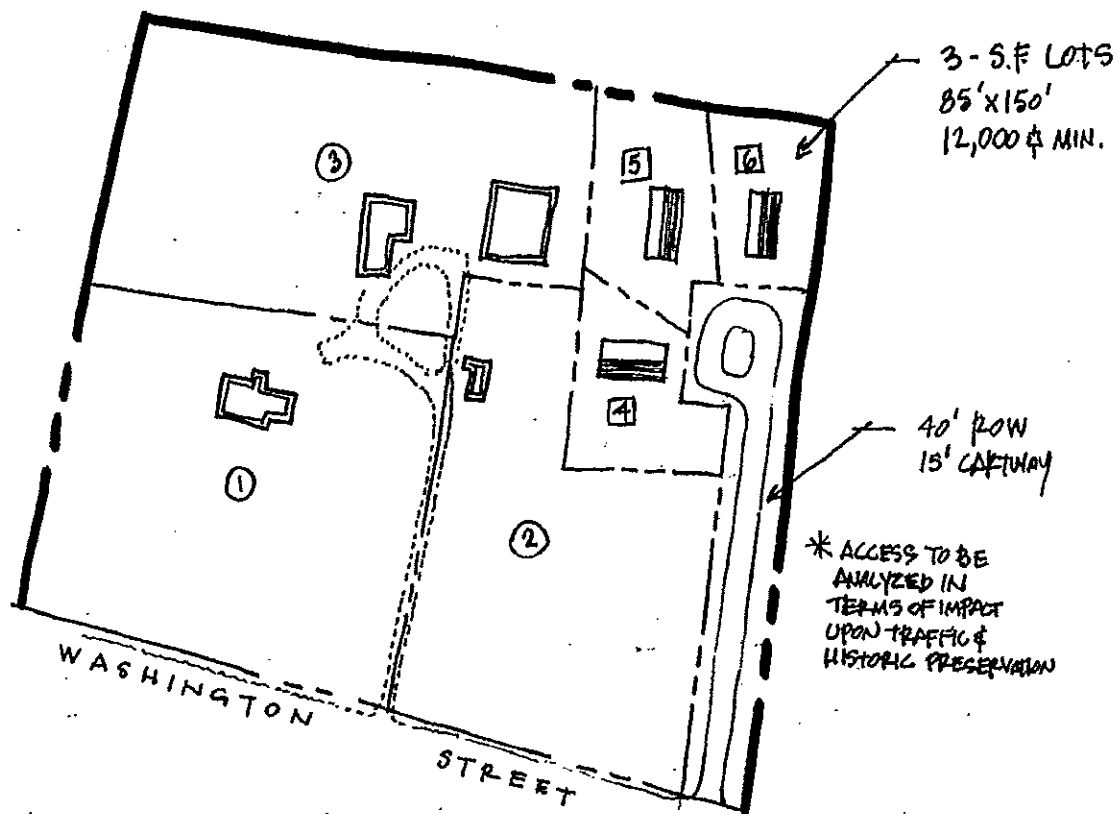 3 - S.F LOTS
85'X150'
12,000 ⏍ MIN.
3
5
6
1
2
4
40' ROW
15' CARTWAY
* ACCESS TO BE
ANALYZED IN
TERMS OF IMPACT
UPON TRAFFIC &
HISTORIC PRESERVATION
WASHINGTON
STREET